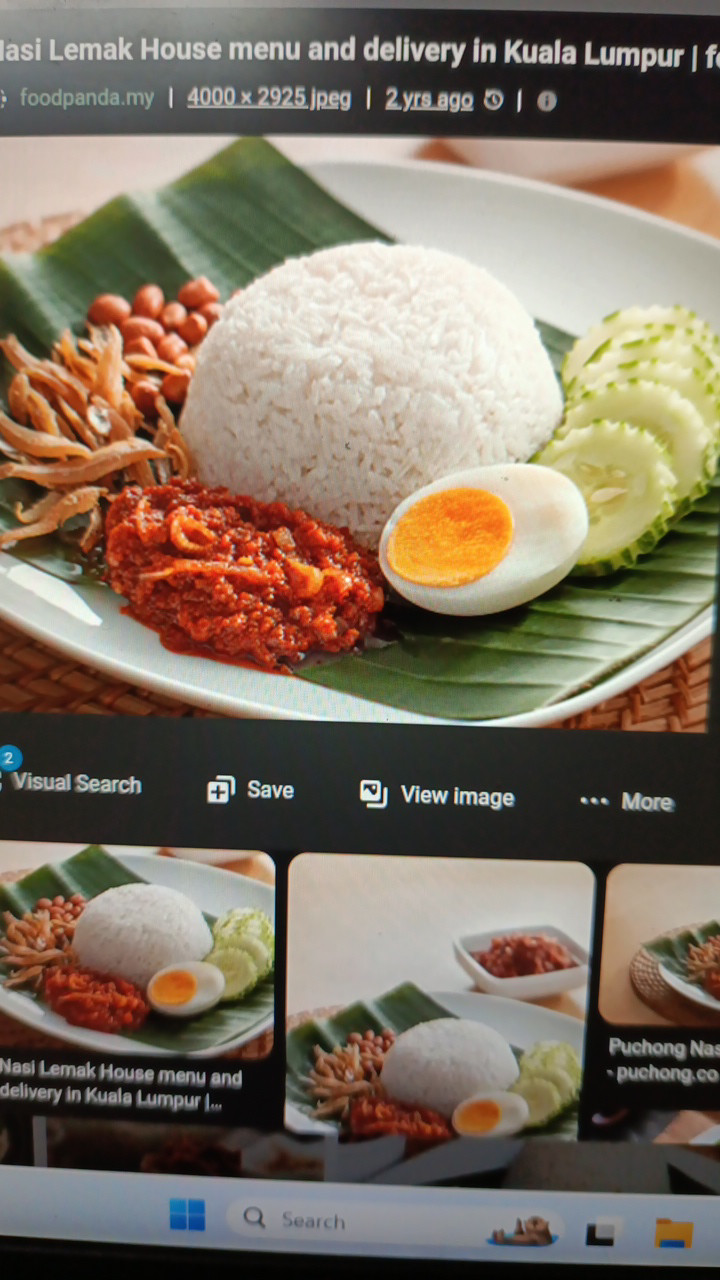 Nasi Lemak House menu and delivery in Kuala Lumpur |
foodpanda.my | 4000 × 2925 jpeg | 2 yrs ago |
2
Visual Search
Save
View image
More
Nasi Lemak House menu and
delivery in Kuala Lumpur |...
Puchong Nas
- puchong.co
Search